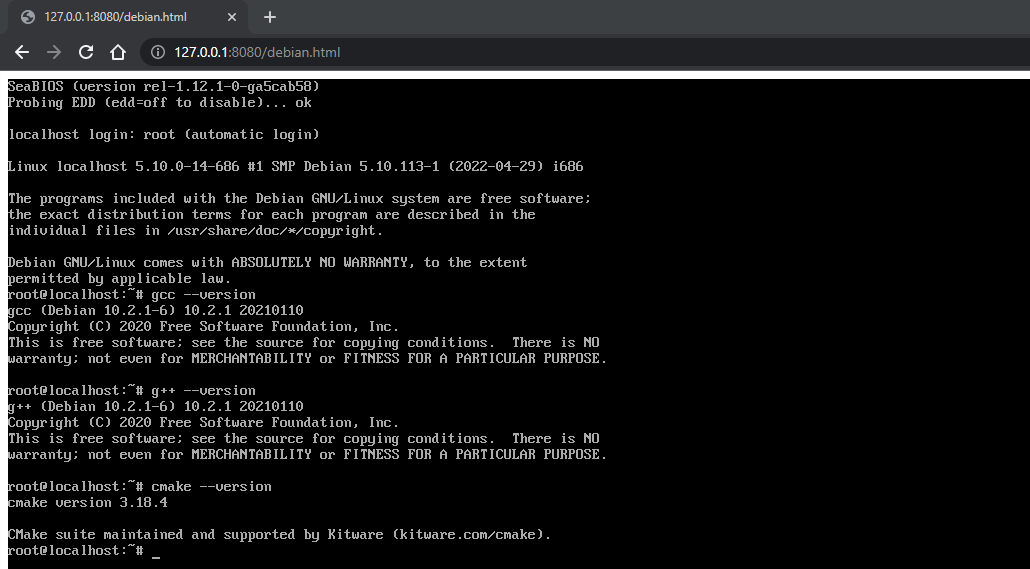 127.0.0.1:8080/debian.html
127.0.0.1:8080/debian.html
SeaBIOS (version rel-1.12.1-0-ga5cab58)
Probing EDD (edd=off to disable)... ok
localhost login: root (automatic login)
Linux localhost 5.10.0-14-686 #1 SMP Debian 5.10.113-1 (2022-04-29) i686
The programs included with the Debian GNU/Linux system are free software;
the exact distribution terms for each program are described in the
individual files in /usr/share/doc/*/copyright.
Debian GNU/Linux comes with ABSOLUTELY NO WARRANTY, to the extent
permitted by applicable law.
root@localhost:~# gcc --version
gcc (Debian 10.2.1-6) 10.2.1 20210110
Copyright (C) 2020 Free Software Foundation, Inc.
This is free software; see the source for copying conditions.  There is NO
warranty; not even for MERCHANTABILITY or FITNESS FOR A PARTICULAR PURPOSE.
root@localhost:~# g++ --version
g++ (Debian 10.2.1-6) 10.2.1 20210110
Copyright (C) 2020 Free Software Foundation, Inc.
This is free software; see the source for copying conditions.  There is NO
warranty; not even for MERCHANTABILITY or FITNESS FOR A PARTICULAR PURPOSE.
root@localhost:~# cmake --version
cmake version 3.18.4
CMake suite maintained and supported by Kitware (kitware.com/cmake).
root@localhost:~# _